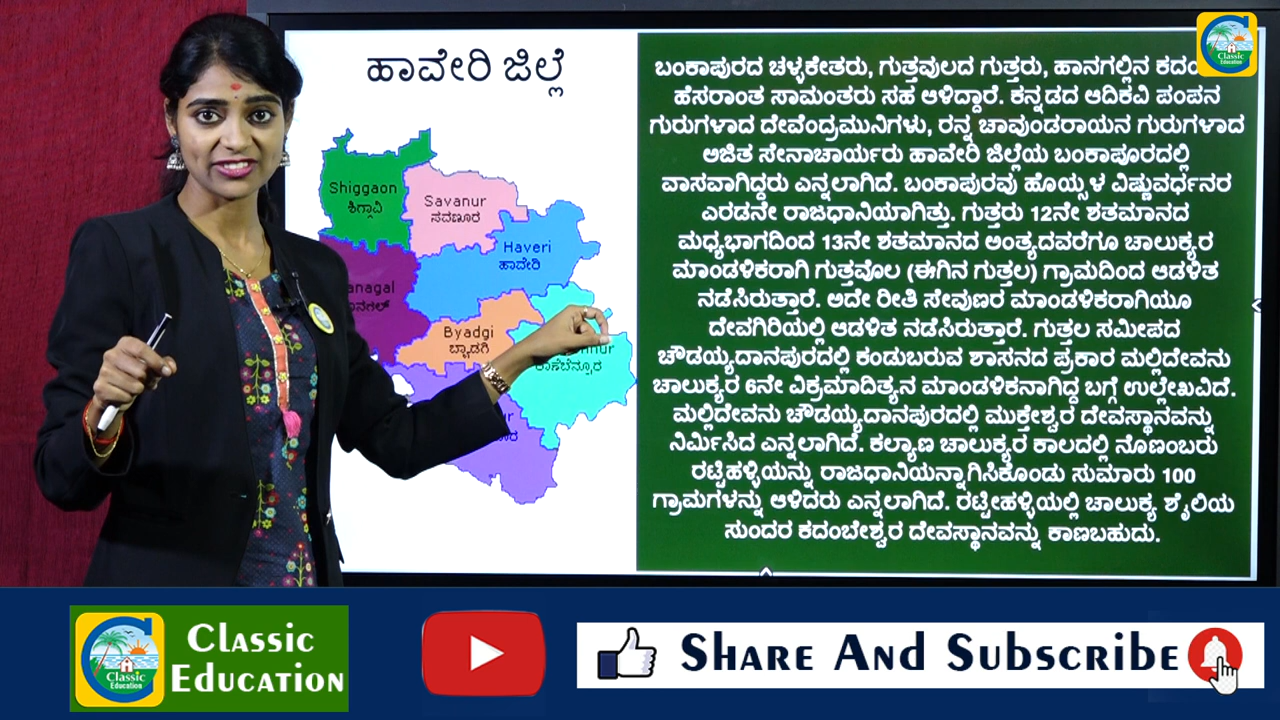 ಹಾವೇರಿ ಜಿಲ್ಲೆ
Shiggaon
ಶಿಗ್ಗಾವಿ
Savanur
ಸವಣೂರ
Haveri
ಹಾವೇರಿ
Byadgi
ಬ್ಯಾಡಗಿ
ರಾಣಿಬೆನ್ನೂರ
ಬಂಕಾಪುರದ ಚಳ್ಳಕೇತರು, ಗುತ್ತವುಲದ ಗುತ್ತರು, ಹಾನಗಲ್ಲಿನ
ಹೆಸರಾಂತ ಸಾಮಂತರು ಸಹ ಆಳಿದ್ದಾರೆ. ಕನ್ನಡದ ಆದಿಕವಿ ಪಂಪನ
ಗುರುಗಳಾದ ದೇವೇಂದ್ರಮುನಿಗಳು, ರನ್ನ ಚಾವುಂಡರಾಯನ ಗುರುಗಳಾದ
ಅಜಿತ ಸೇನಾಚಾರ್ಯರು ಹಾವೇರಿ ಜಿಲ್ಲೆಯ ಬಂಕಾಪೂರದಲ್ಲಿ
ವಾಸವಾಗಿದ್ದರು ಎನ್ನಲಾಗಿದೆ. ಬಂಕಾಪುರವು ಹೊಯ್ಸಳ ವಿಷ್ಣುವರ್ಧನರ
ಎರಡನೇ ರಾಜಧಾನಿಯಾಗಿತ್ತು. ಗುತ್ತರು 12ನೇ ಶತಮಾನದ
ಮಧ್ಯಭಾಗದಿಂದ 13ನೇ ಶತಮಾನದ ಅಂತ್ಯದವರೆಗೂ ಚಾಲುಕ್ಯರ
ಮಾಂಡಳಿಕರಾಗಿ ಗುತ್ತವೊಲ (ಈಗಿನ ಗುತ್ತಲ) ಗ್ರಾಮದಿಂದ ಆಡಳಿತ
ನಡೆಸಿರುತ್ತಾರೆ. ಅದೇ ರೀತಿ ಸೇವುಣರ ಮಾಂಡಳಿಕರಾಗಿಯೂ
ದೇವಗಿರಿಯಲ್ಲಿ ಆಡಳಿತ ನಡೆಸಿರುತ್ತಾರೆ. ಗುತ್ತಲ ಸಮೀಪದ
ಚೌಡಯ್ಯದಾನಪುರದಲ್ಲಿ ಕಂಡುಬರುವ ಶಾಸನದ ಪ್ರಕಾರ ಮಲ್ಲಿದೇವನು
ಚಾಲುಕ್ಯರ 6ನೇ ವಿಕ್ರಮಾದಿತ್ಯನ ಮಾಂಡಳಿಕನಾಗಿದ್ದ ಬಗ್ಗೆ ಉಲ್ಲೇಖವಿದೆ.
ಮಲ್ಲಿದೇವನು ಚೌಡಯ್ಯದಾನಪುರದಲ್ಲಿ ಮುಕ್ತೇಶ್ವರ ದೇವಸ್ಥಾನವನ್ನು
ನಿರ್ಮಿಸಿದ ಎನ್ನಲಾಗಿದೆ. ಕಲ್ಯಾಣ ಚಾಲುಕ್ಯರ ಕಾಲದಲ್ಲಿ ನೊಣಂಬರು
ರಟ್ಟಿಹಳ್ಳಿಯನ್ನು ರಾಜಧಾನಿಯನ್ನಾಗಿಸಿಕೊಂಡು ಸುಮಾರು 100
ಗ್ರಾಮಗಳನ್ನು ಆಳಿದರು ಎನ್ನಲಾಗಿದೆ. ರಟ್ಟೀಹಳ್ಳಿಯಲ್ಲಿ ಚಾಲುಕ್ಯ ಶೈಲಿಯ
ಸುಂದರ ಕದಂಬೇಶ್ವರ ದೇವಸ್ಥಾನವನ್ನು ಕಾಣಬಹುದು.
Classic
Education
Classic
Education
Classic
Education
Share And Subscribe